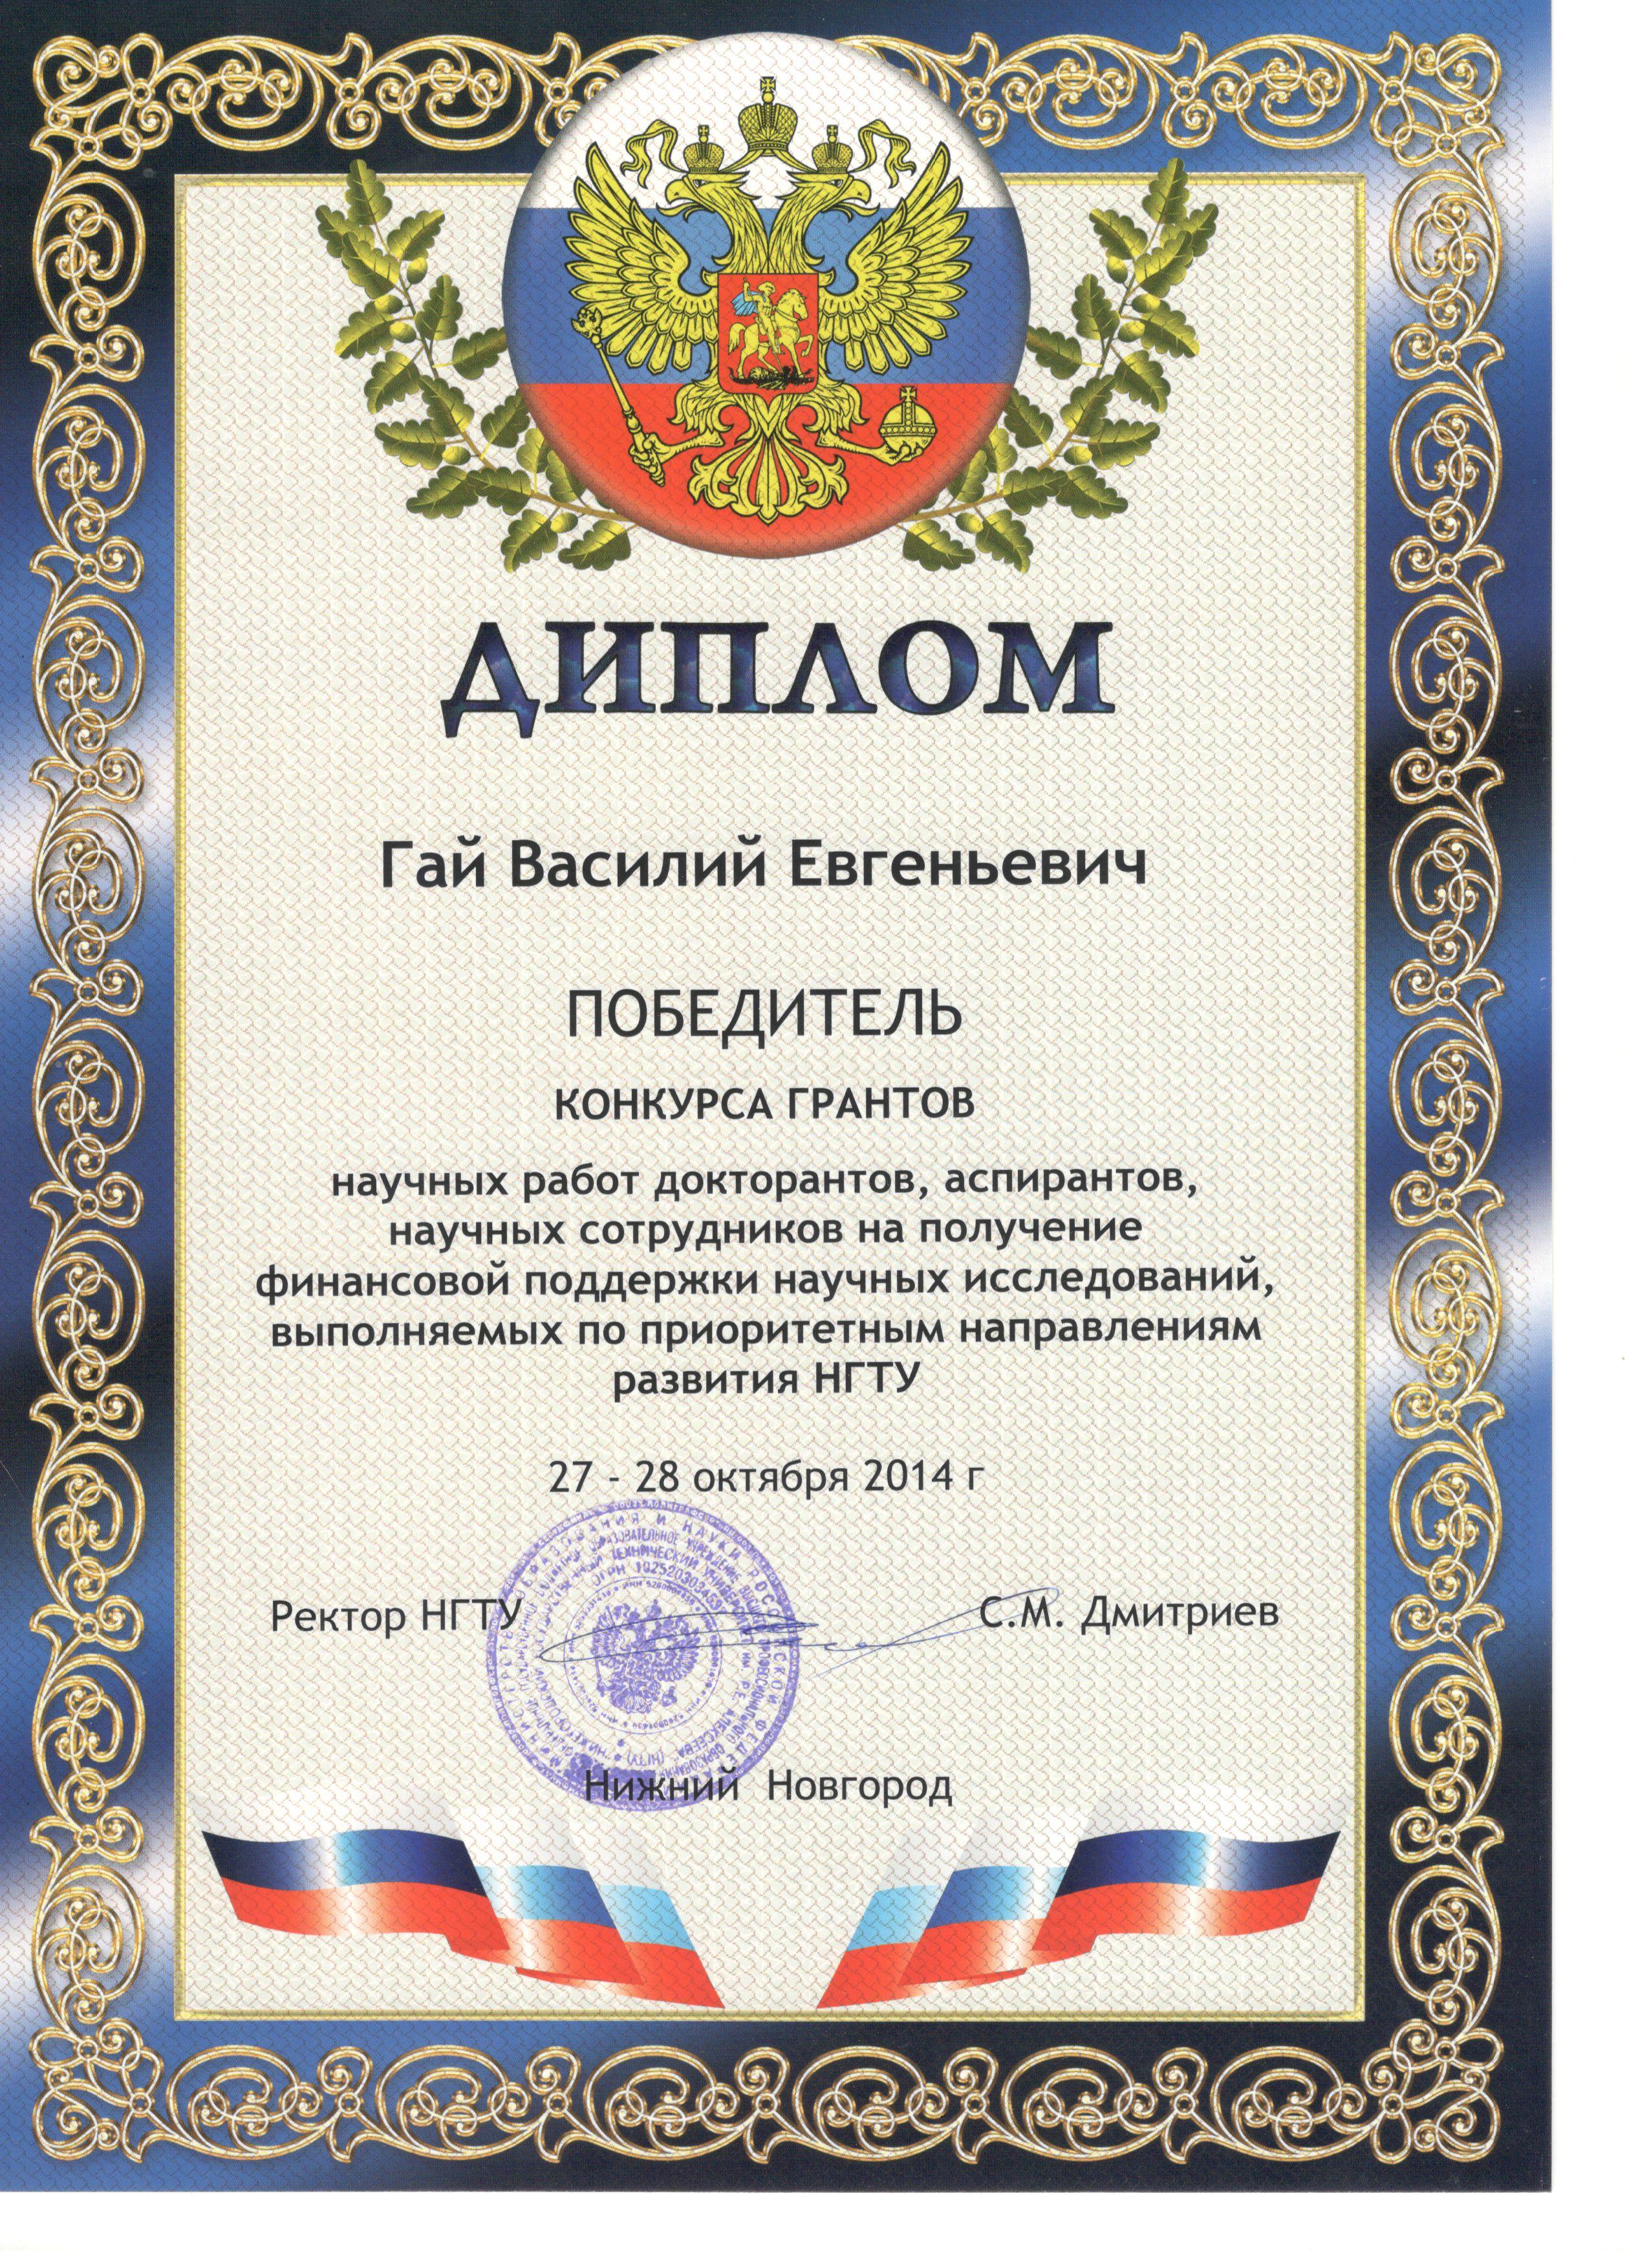 ДИПЛОМ
Гай Василий Евгеньевич
ПОБЕДИТЕЛЬ
КОНКУРСА ГРАНТОВ
научных работ докторантов, аспирантов,
научных сотрудников на получение
финансовой поддержки научных исследований,
выполняемых по приоритетным направлениям
развития НГТУ
27 - 28 октября 2014 г
Ректор НГТУ С.М. Дмитриев
Нижний Новгород